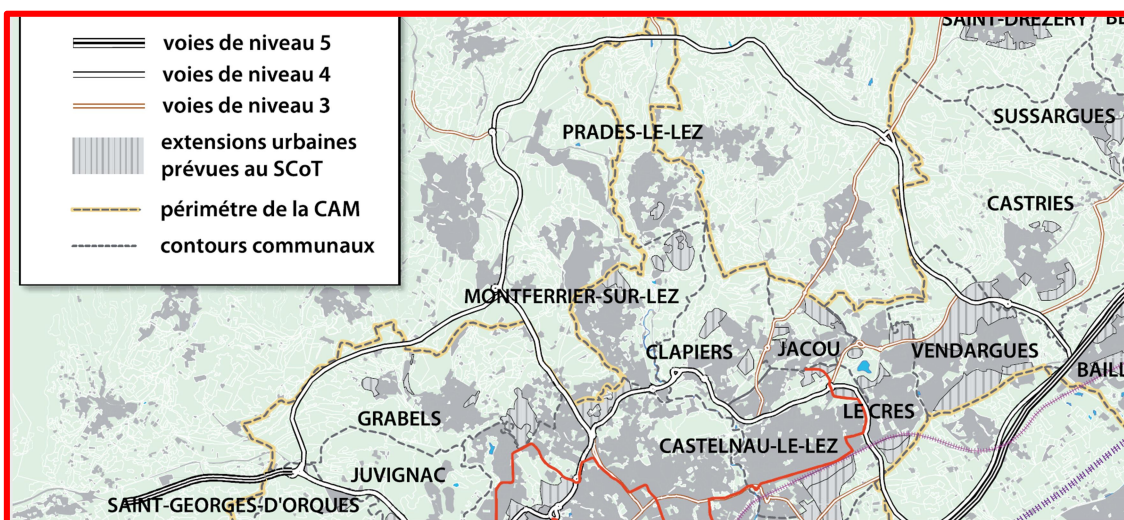 voies de niveau 5
voies de niveau 4
voies de niveau 3
extensions urbaines
prévues au SCoT
périmétre de la CAM
contours communaux
SAINT-DREZERY
SUSSARGUES
PRADES-LE-LEZ
CASTRIES
MONTFERRIER-SUR-LEZ
CLAPIERS
JACOU
VENDARGUES
BAILL
GRABELS
LE CRES
CASTELNAU-LE-LEZ
JUVIGNAC
SAINT-GEORGES-D'ORQUES